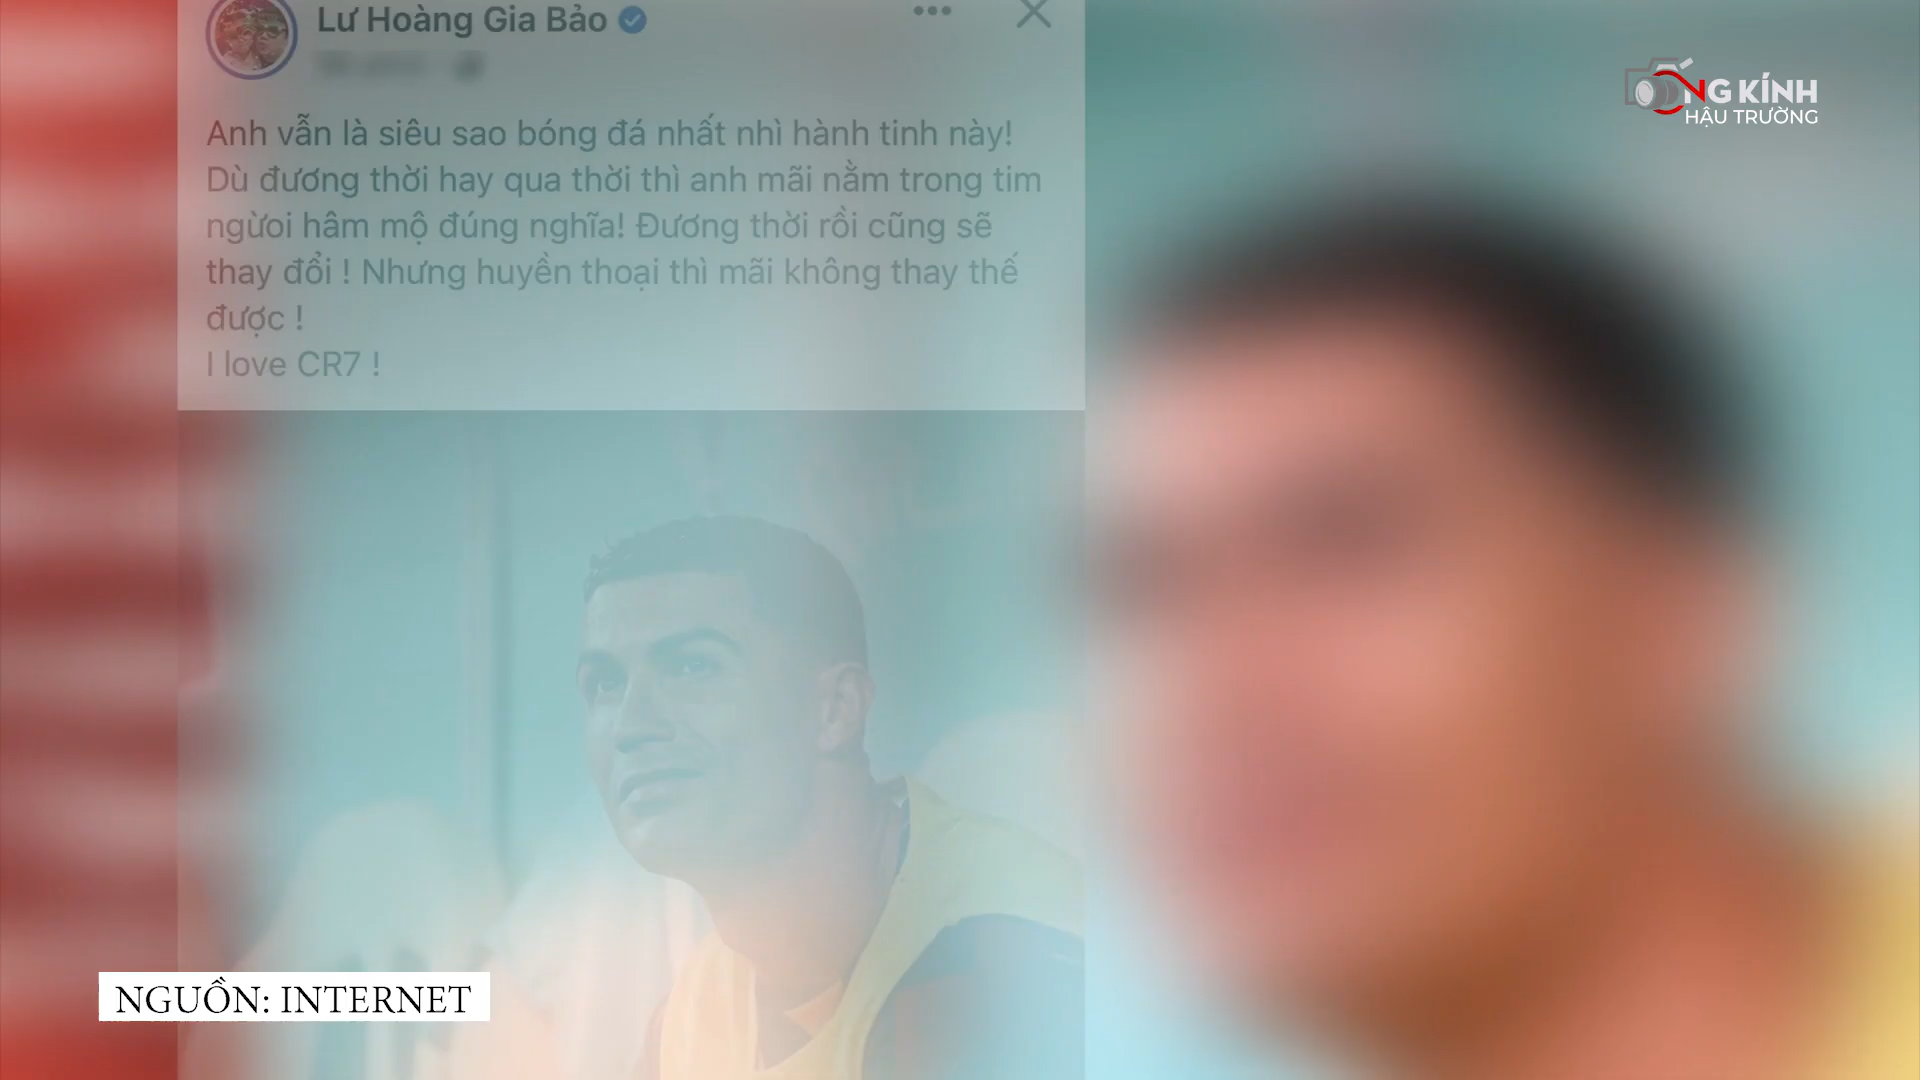 Lư Hoàng Gia Bảo
Anh vẫn là siêu sao bóng đá nhất nhì hành tinh này!
Dù đương thời hay qua thời thì anh mãi nằm trong tim
ngừoi hâm mộ đúng nghĩa! Đương thời rồi cũng sẽ
thay đổi ! Nhưng huyền thoại thì mãi không thay thế
được !
I love CR7 !
ỐNG KÍNH
HẬU TRƯỜNG
NGUỒN: INTERNET